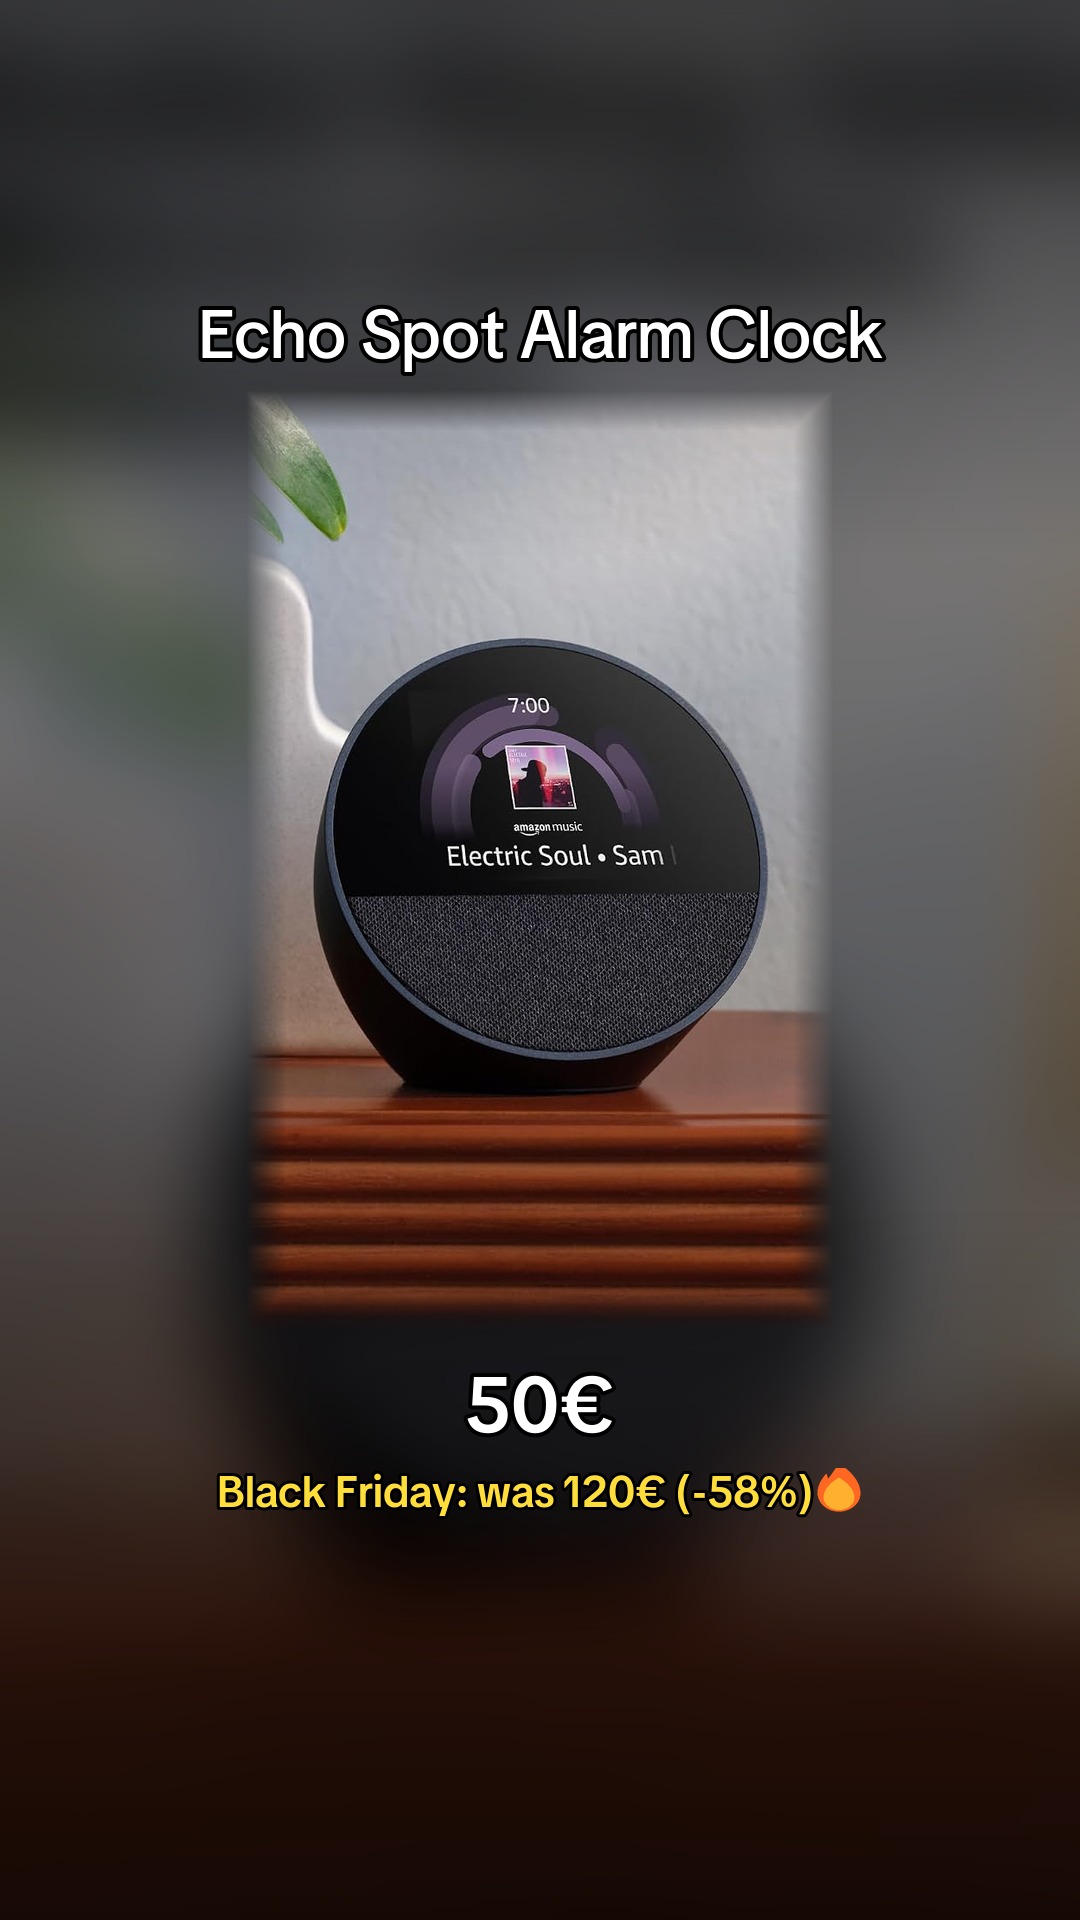 Echo Spot Alarm Clock
7:00
amazon music
Electric Soul • Sam
50€
Black Friday: was 120€ (-58%)🔥